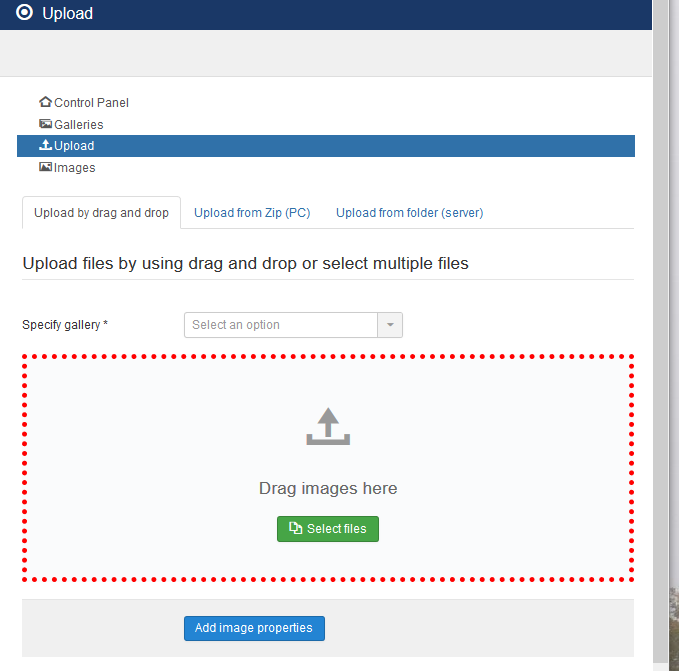 Upload
Control Panel
Galleries
Upload
Images
Upload by drag and drop Upload from Zip (PC) Upload from folder (server)
Upload files by using drag and drop or select multiple files
Specify gallery * Select an option
Drag images here
Select files
Add image properties